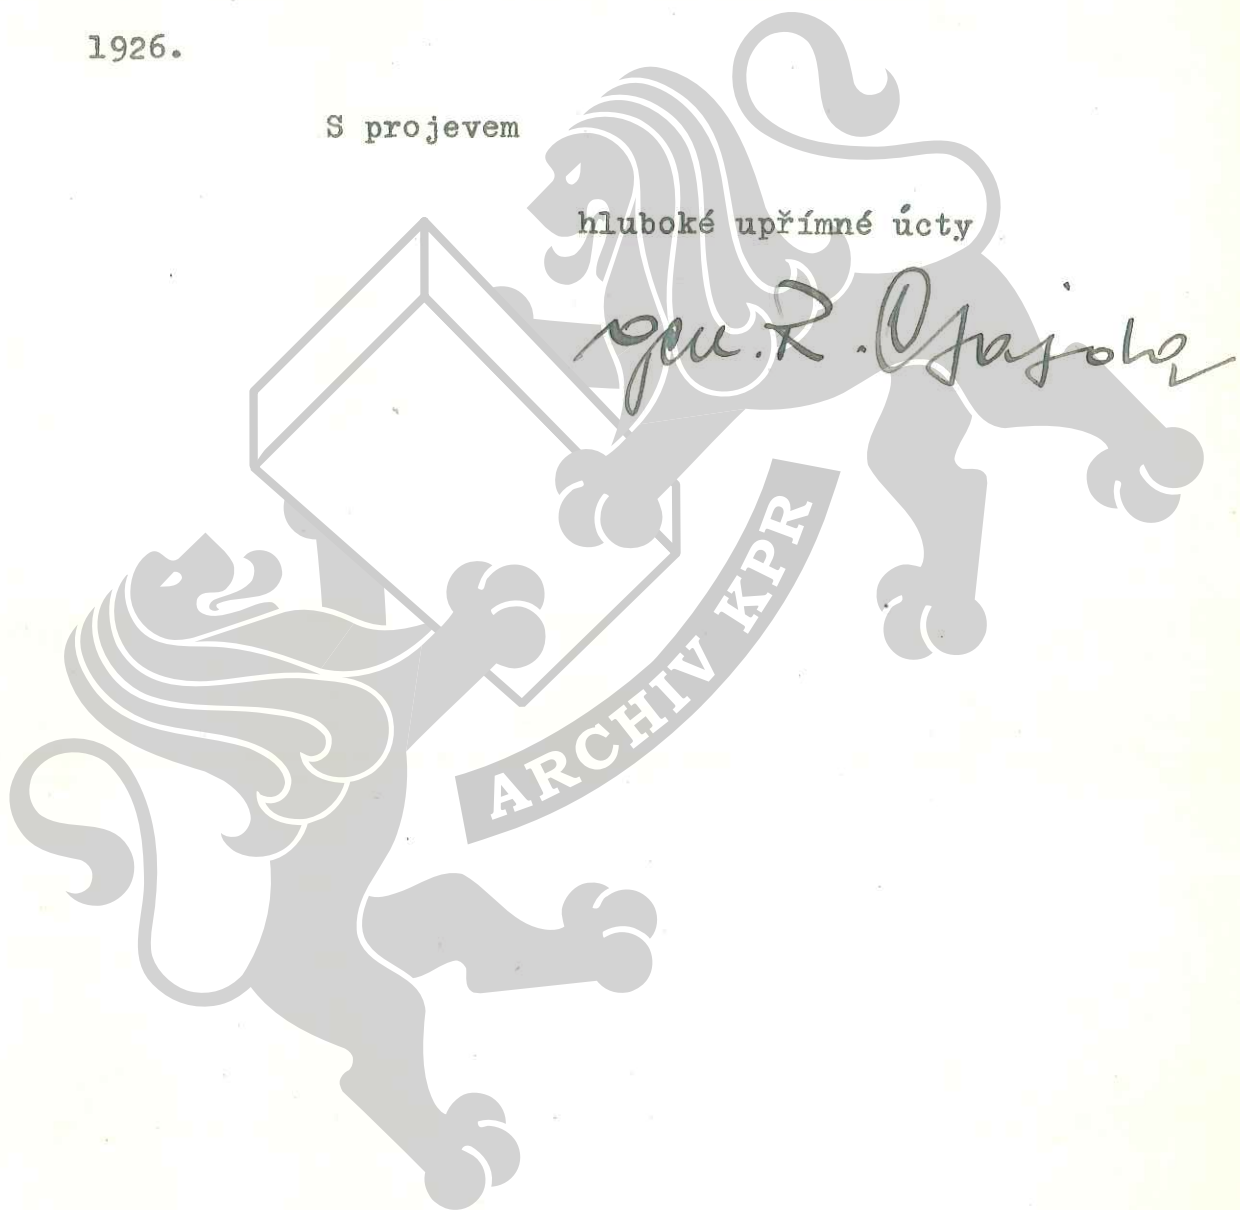 1926.
S projevem
hluboké upřímné úcty
gen. R. Gajda
ARCHIV KPR